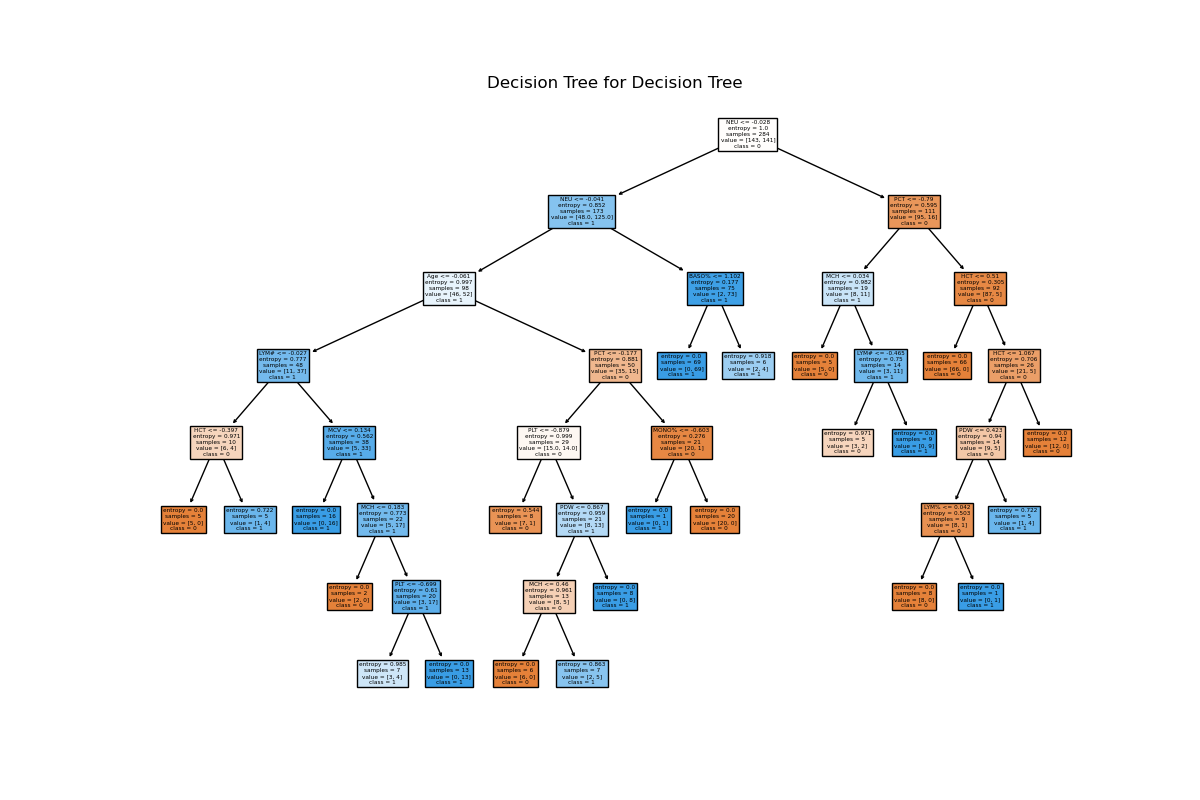 Decision Tree for Decision Tree
NEU <= -0.028
entropy = 1.0
samples = 284
value = [143, 141]
class = 0
NEU <= -0.041
entropy = 0.852
samples = 173
value = [48.0, 125.0]
class = 1
PCT <= -0.79
entropy = 0.595
samples = 111
value = [95, 16]
class = 0
Age <= -0.061
entropy = 0.997
samples = 98
value = [46, 52]
class = 1
BASO% <= 1.102
entropy = 0.177
samples = 75
value = [2, 73]
class = 1
MCH <= 0.034
entropy = 0.982
samples = 19
value = [8, 11]
class = 1
HCT <= 0.51
entropy = 0.305
samples = 92
value = [87, 5]
class = 0
LYM# <= -0.027
entropy = 0.777
samples = 48
value = [11, 37]
class = 1
PCT <= -0.177
entropy = 0.881
samples = 50
value = [35, 15]
class = 0
entropy = 0.0
samples = 69
value = [0, 69]
class = 1
entropy = 0.918
samples = 6
value = [2, 4]
class = 1
entropy = 0.0
samples = 5
value = [5, 0]
class = 0
LYM# <= -0.465
entropy = 0.75
samples = 14
value = [3, 11]
class = 1
entropy = 0.0
samples = 66
value = [66, 0]
class = 0
HCT <= 1.067
entropy = 0.706
samples = 26
value = [21, 5]
class = 0
HCT <= -0.397
entropy = 0.971
samples = 10
value = [6, 4]
class = 0
MCV <= 0.134
entropy = 0.562
samples = 38
value = [5, 33]
class = 1
PLT <= -0.879
entropy = 0.999
samples = 29
value = [15.0, 14.0]
class = 0
MONO% <= -0.603
entropy = 0.276
samples = 21
value = [20, 1]
class = 0
entropy = 0.971
samples = 5
value = [3, 2]
class = 0
entropy = 0.0
samples = 9
value = [0, 9]
class = 1
PDW <= 0.423
entropy = 0.94
samples = 14
value = [9, 5]
class = 0
entropy = 0.0
samples = 12
value = [12, 0]
class = 0
entropy = 0.0
samples = 5
value = [5, 0]
class = 0
entropy = 0.722
samples = 5
value = [1, 4]
class = 1
entropy = 0.0
samples = 16
value = [0, 16]
class = 1
MCH <= 0.183
entropy = 0.773
samples = 22
value = [5, 17]
class = 1
entropy = 0.544
samples = 8
value = [7, 1]
class = 0
PDW <= 0.867
entropy = 0.959
samples = 21
value = [8, 13]
class = 1
entropy = 0.0
samples = 1
value = [0, 1]
class = 1
entropy = 0.0
samples = 20
value = [20, 0]
class = 0
LYM% <= 0.042
entropy = 0.503
samples = 9
value = [8, 1]
class = 0
entropy = 0.722
samples = 5
value = [1, 4]
class = 1
entropy = 0.0
samples = 2
value = [2, 0]
class = 0
PLT <= -0.699
entropy = 0.61
samples = 20
value = [3, 17]
class = 1
MCH <= 0.46
entropy = 0.961
samples = 13
value = [8, 5]
class = 0
entropy = 0.0
samples = 8
value = [0, 8]
class = 1
entropy = 0.0
samples = 8
value = [8, 0]
class = 0
entropy = 0.0
samples = 1
value = [0, 1]
class = 1
entropy = 0.985
samples = 7
value = [3, 4]
class = 1
entropy = 0.0
samples = 13
value = [0, 13]
class = 1
entropy = 0.0
samples = 6
value = [6, 0]
class = 0
entropy = 0.863
samples = 7
value = [2, 5]
class = 1